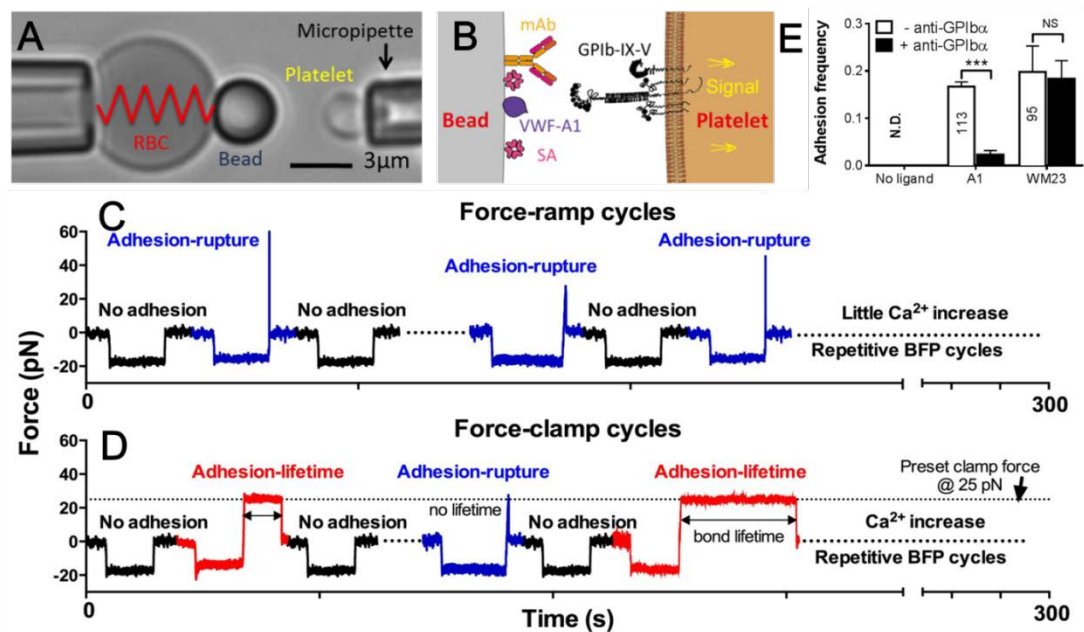 A
Micropipette
Platelet
RBC
Bead
3μm
B
mAb
GPIb-IX-V
Signal
Bead
VWF-A1
Platelet
SA
E
- anti-GPIbα
+ anti-GPIbα
NS
***
Adhesion frequency
0.3
0.2
0.1
0.0
N.D.
113
95
No ligand
A1
WM23
C
Force-ramp cycles
60
40
20
0
-20
Adhesion-rupture
Adhesion-rupture
Adhesion-rupture
No adhesion
No adhesion
No adhesion
Little Ca²⁺ increase
Repetitive BFP cycles
0
300
Force (pN)
D
Force-clamp cycles
60
40
20
0
-20
Adhesion-lifetime
Adhesion-rupture
Adhesion-lifetime
Preset clamp force
@ 25 pN
no lifetime
No adhesion
No adhesion
No adhesion
bond lifetime
Ca²⁺ increase
Repetitive BFP cycles
0
300
Time (s)